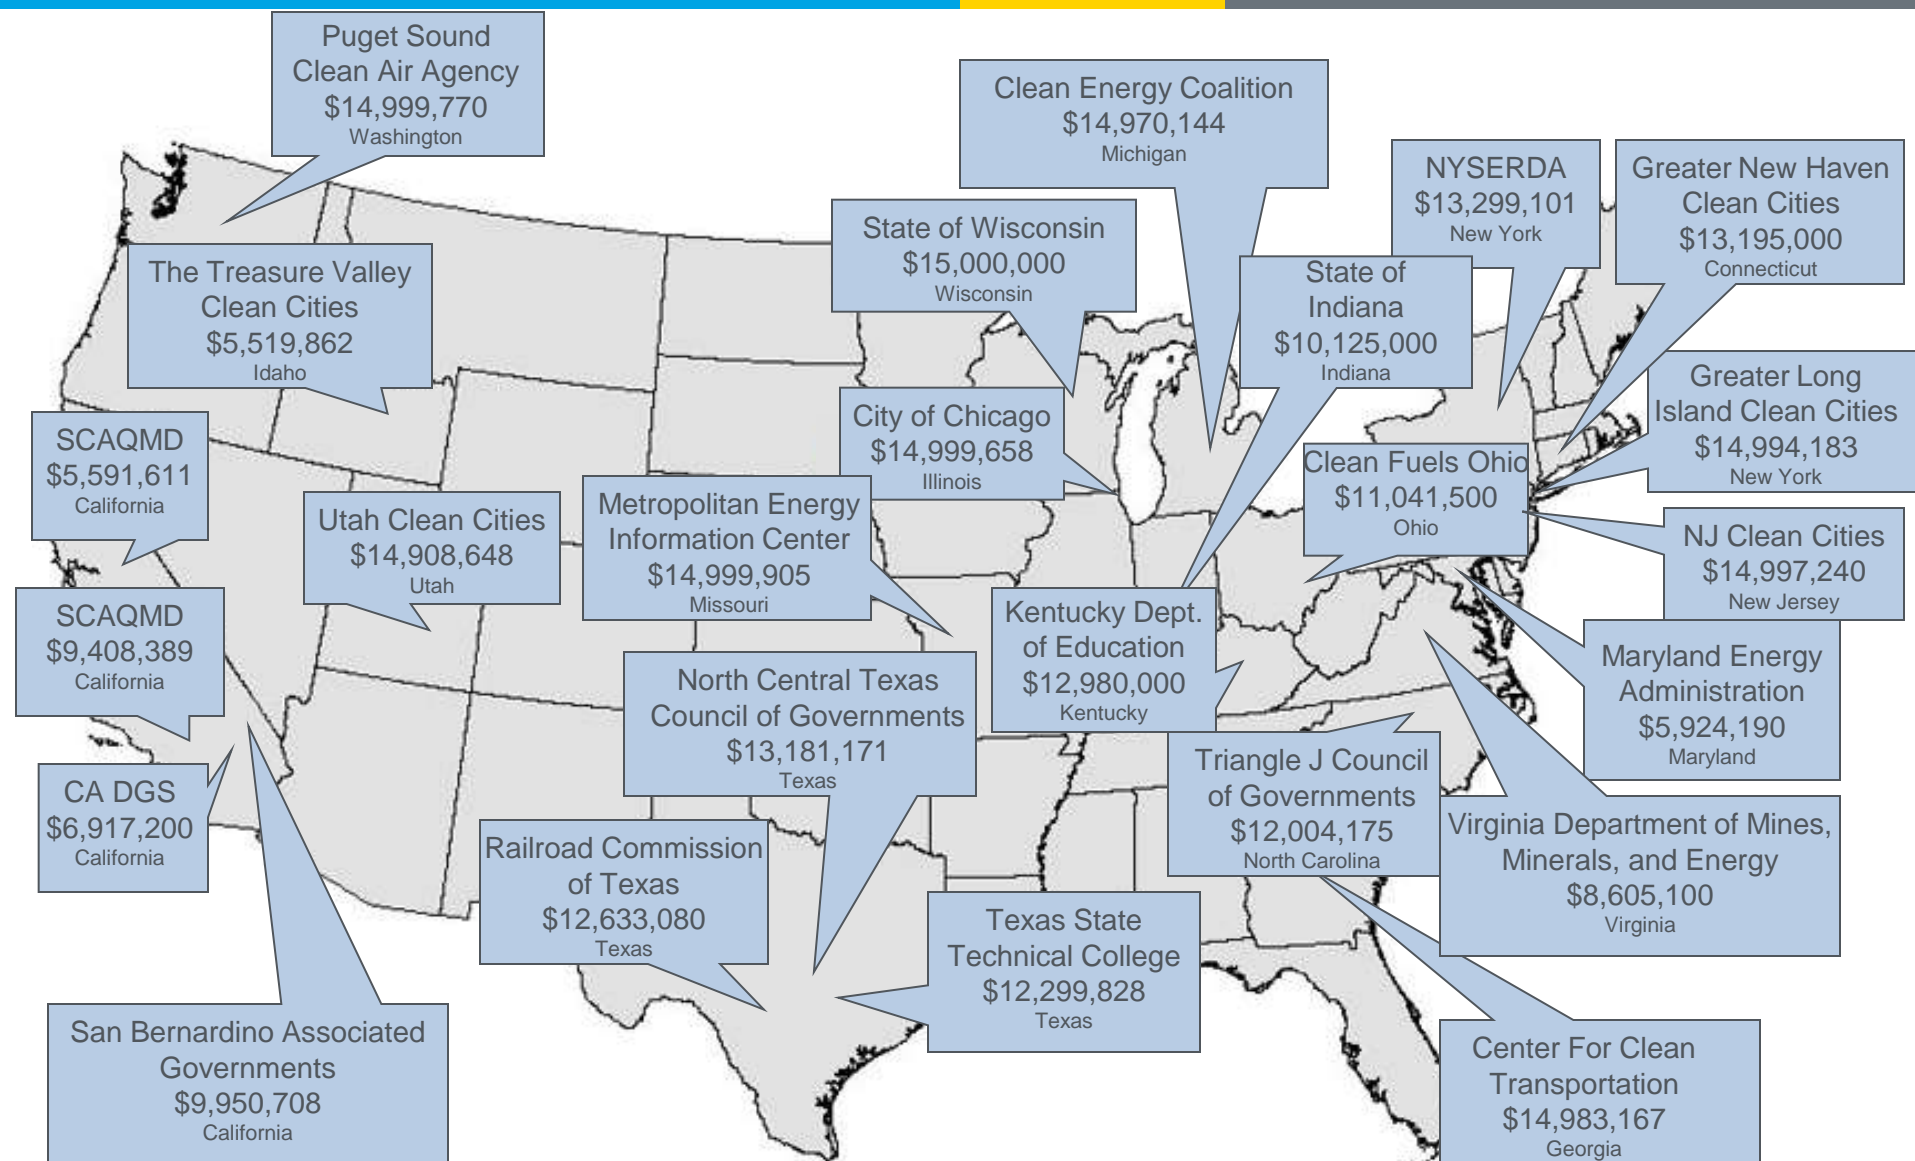 Puget Sound
Clean Air Agency
$14,999,770
Washington
Clean Energy Coalition
$14,970,144
Michigan
NYSERDA
$13,299,101
New York
Greater New Haven
Clean Cities
$13,195,000
Connecticut
State of Wisconsin
$15,000,000
Wisconsin
The Treasure Valley
Clean Cities
$5,519,862
Idaho
State of
Indiana
$10,125,000
Indiana
Greater Long
Island Clean Cities
$14,994,183
New York
SCAQMD
$5,591,611
California
City of Chicago
$14,999,658
Illinois
Clean Fuels Ohio
$11,041,500
Ohio
Utah Clean Cities
$14,908,648
Utah
Metropolitan Energy
Information Center
$14,999,905
Missouri
NJ Clean Cities
$14,997,240
New Jersey
SCAQMD
$9,408,389
California
Kentucky Dept.
of Education
$12,980,000
Kentucky
Maryland Energy
Administration
$5,924,190
Maryland
North Central Texas
Council of Governments
$13,181,171
Texas
CA DGS
$6,917,200
California
Triangle J Council
of Governments
$12,004,175
North Carolina
Virginia Department of Mines,
Minerals, and Energy
$8,605,100
Virginia
Railroad Commission
of Texas
$12,633,080
Texas
Texas State
Technical College
$12,299,828
Texas
San Bernardino Associated
Governments
$9,950,708
California
Center For Clean
Transportation
$14,983,167
Georgia